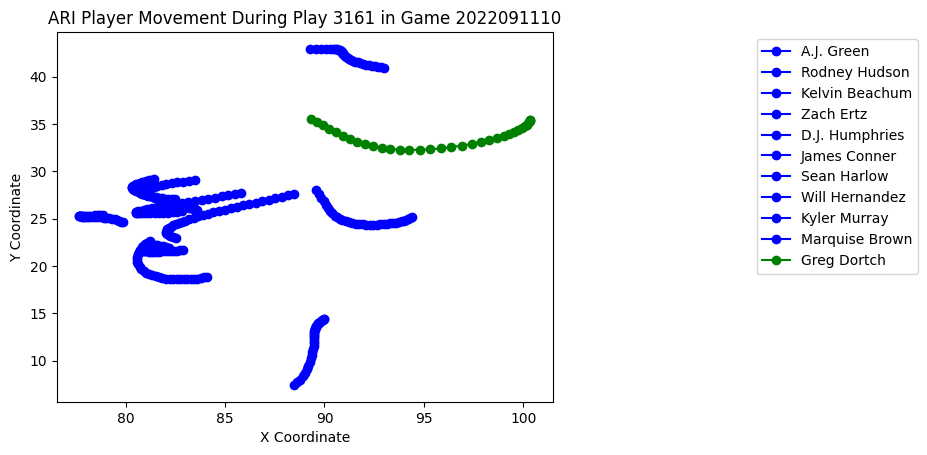 ARI Player Movement During Play 3161 in Game 2022091110
40
35
30
25
20
15
10
Y Coordinate
80 85 90 95 100
X Coordinate
A.J. Green
Rodney Hudson
Kelvin Beachum
Zach Ertz
D.J. Humphries
James Conner
Sean Harlow
Will Hernandez
Kyler Murray
Marquise Brown
Greg Dortch